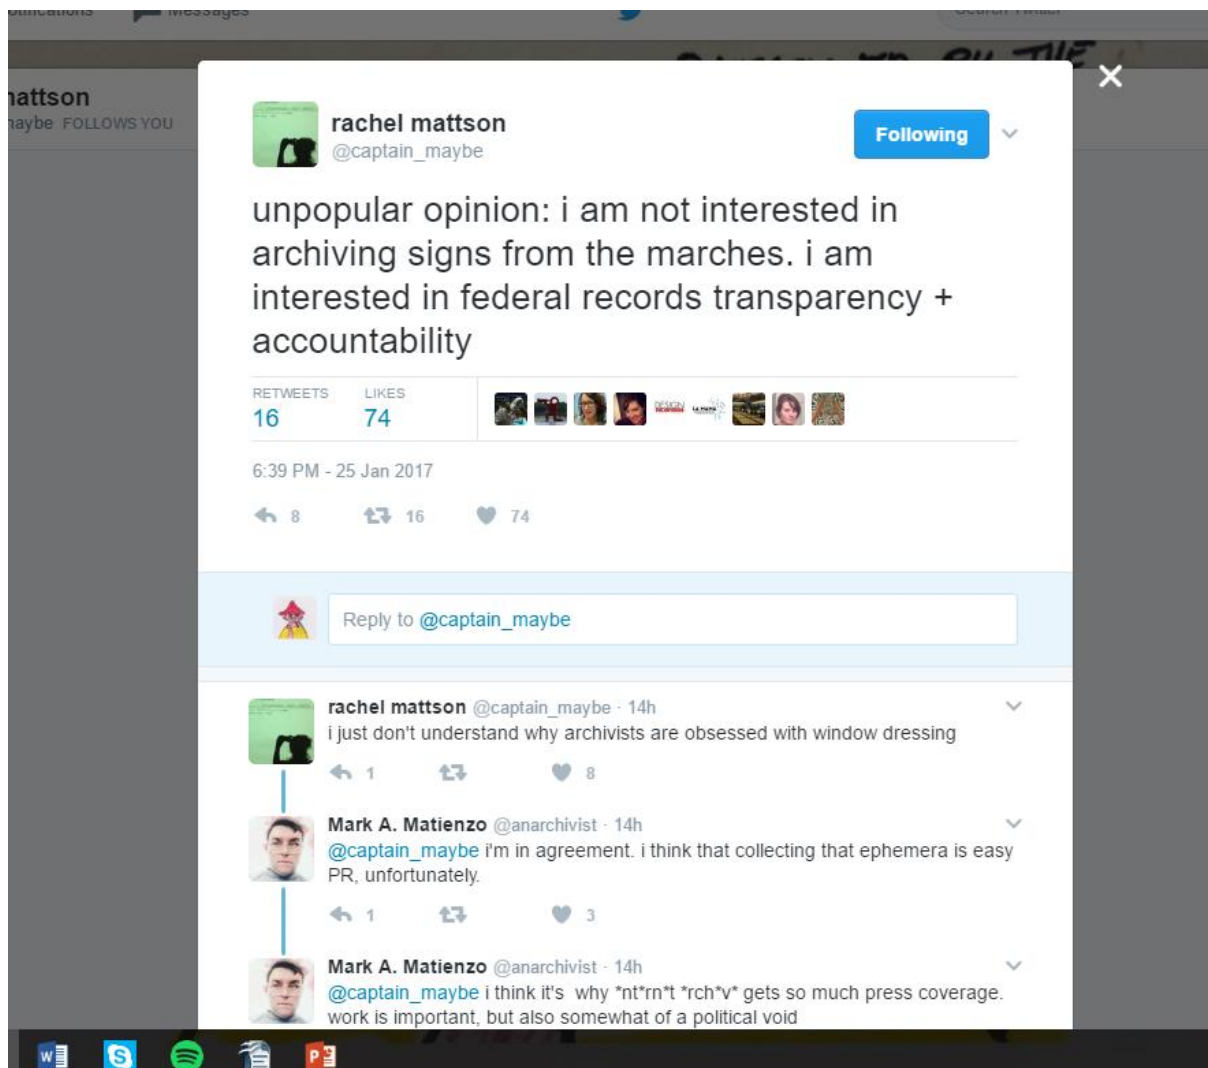 Messages
attson
aybe FOLLOWS YOU
rachel mattson
@captain_maybe
Following
unpopular opinion: i am not interested in
archiving signs from the marches. i am
interested in federal records transparency +
accountability
RETWEETS LIKES
16 74
6:39 PM - 25 Jan 2017
8 16 74
Reply to @captain_maybe
rachel mattson @captain_maybe · 14h
i just don't understand why archivists are obsessed with window dressing
1 8
Mark A. Matienzo @anarchivist · 14h
@captain_maybe i'm in agreement. i think that collecting that ephemera is easy
PR, unfortunately.
1 3
Mark A. Matienzo @anarchivist · 14h
@captain_maybe i think it's why *nt*rn*t *rch*v* gets so much press coverage.
work is important, but also somewhat of a political void